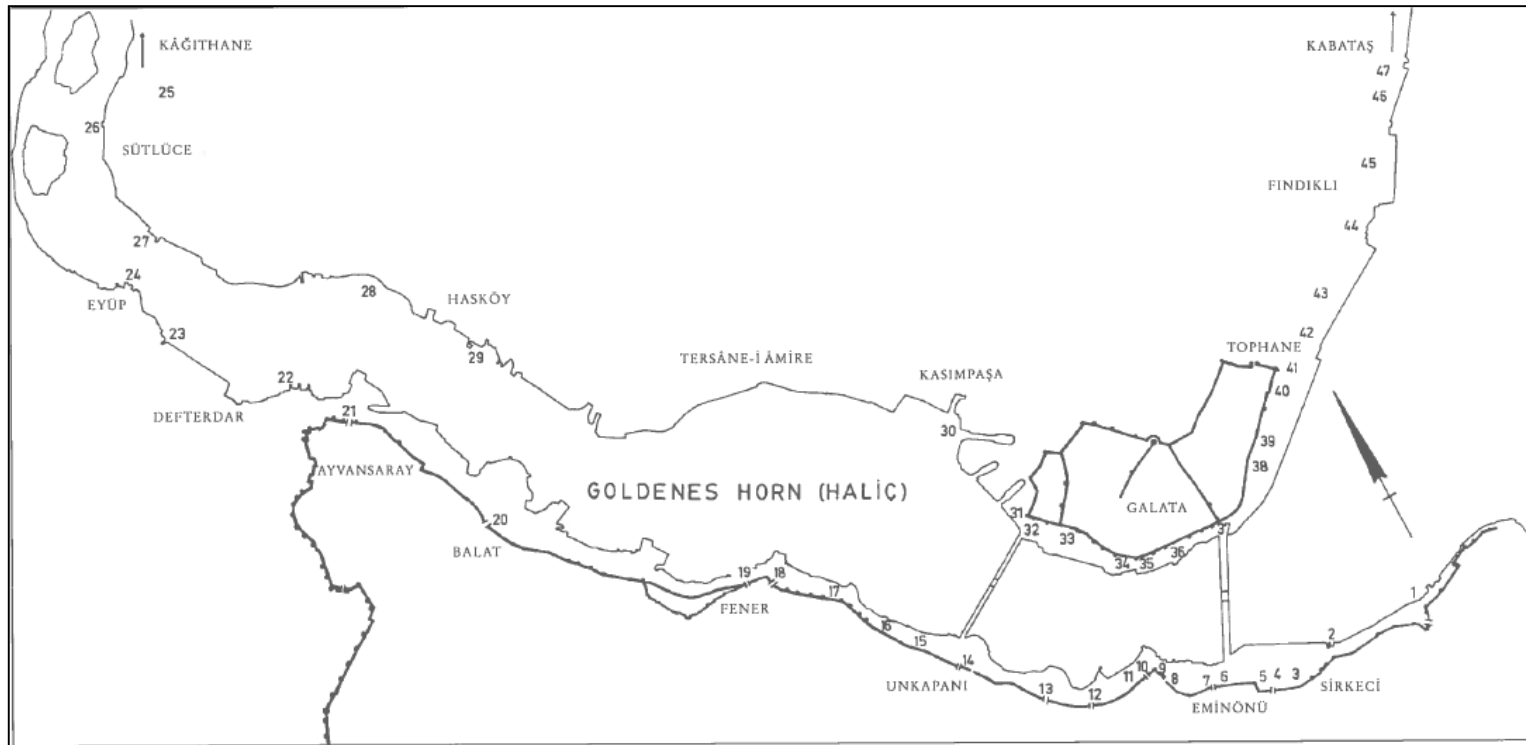 KÂĞITHANE
KABATAŞ
47
25
46
26
SÜTLÜCE
45
FINDIKLI
44
27
24
28
43
EYÜP
HASKÖY
23
42
29
TERSÂNE-İ ÂMİRE
TOPHANE
41
22
KASIMPAŞA
40
DEFTERDAR
21
30
39
AYVANSARAY
38
GOLDENES HORN (HALİÇ)
GALATA
31
20
32
37
33
BALAT
36
34
35
19
18
17
1
FENER
16
15
2
14
10
9
UNKAPANI
11
8
7
6
5
4
3
SİRKECİ
13
12
EMİNÖNÜ